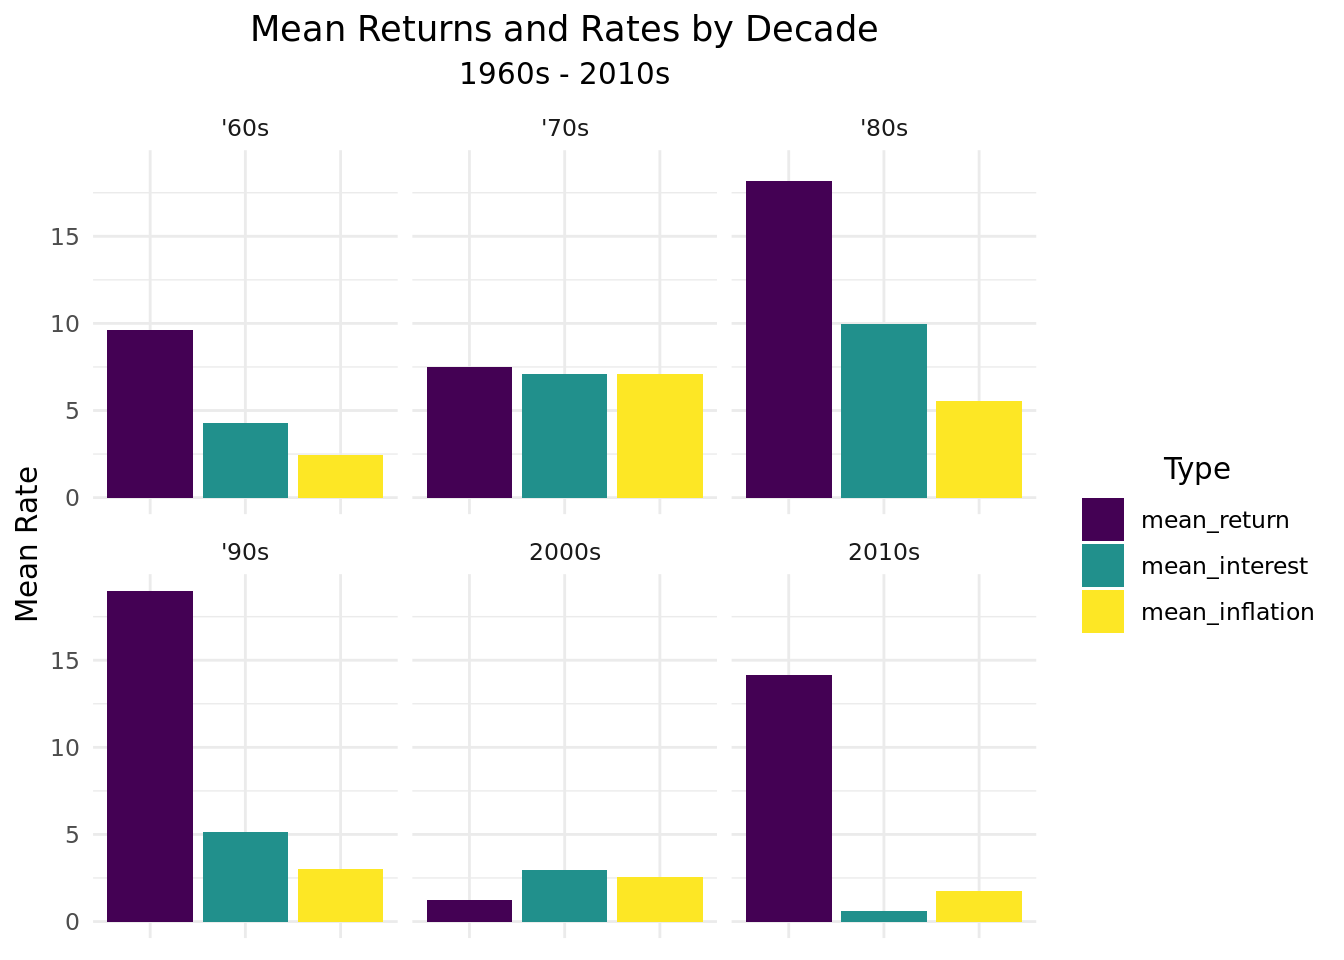 Mean Returns and Rates by Decade
1960s - 2010s
'60s
'70s
'80s
15
10
5
0
'90s
2000s
2010s
15
10
5
0
Mean Rate
Type
mean_return
mean_interest
mean_inflation